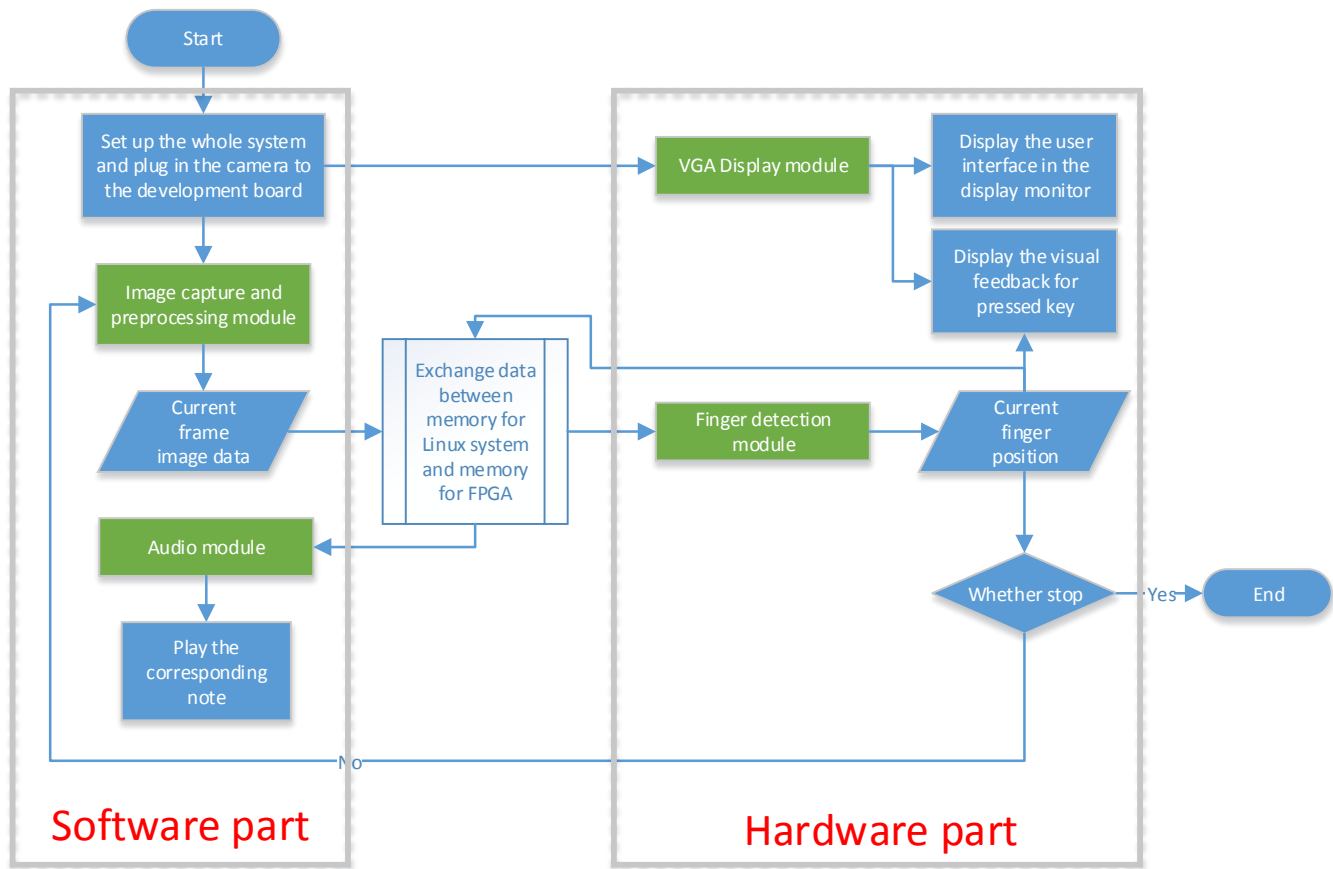 Start
Set up the whole system
and plug in the camera to
the development board
VGA Display module
Display the user
interface in the
display monitor
Display the visual
feedback for
pressed key
Image capture and
preprocessing module
Exchange data
between
memory for
Linux system
and memory
for FPGA
Current
frame
image data
Finger detection
module
Current
finger
position
Audio module
Whether stop
Yes
End
Play the
corresponding
note
No
Software part
Hardware part